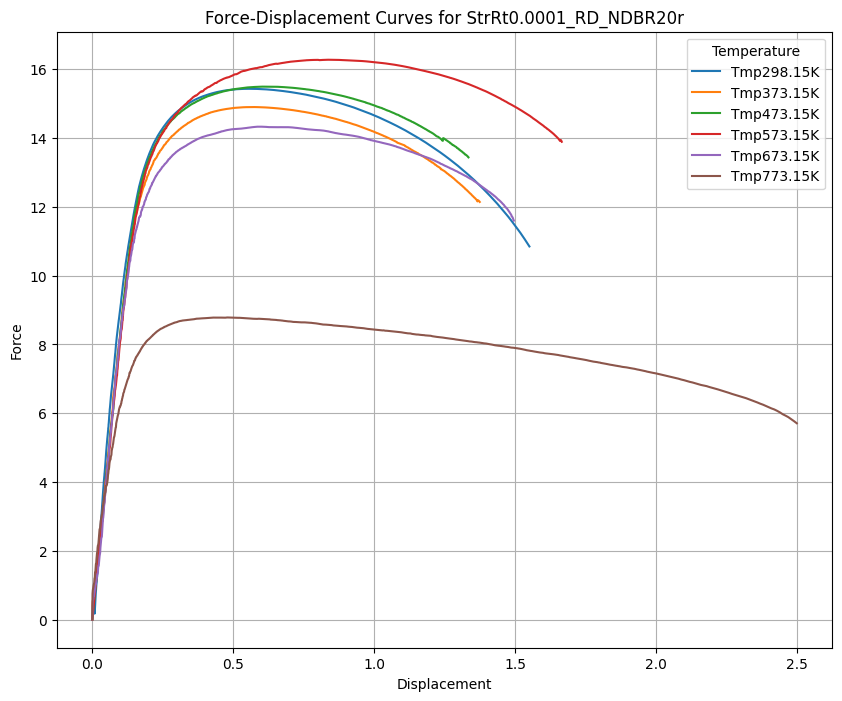 Force-Displacement Curves for StrRt0.0001_RD_NDBR20r
Temperature
Tmp298.15K
Tmp373.15K
Tmp473.15K
Tmp573.15K
Tmp673.15K
Tmp773.15K
Force
16
14
12
10
8
6
4
2
0
0.0 0.5 1.0 1.5 2.0 2.5
Displacement